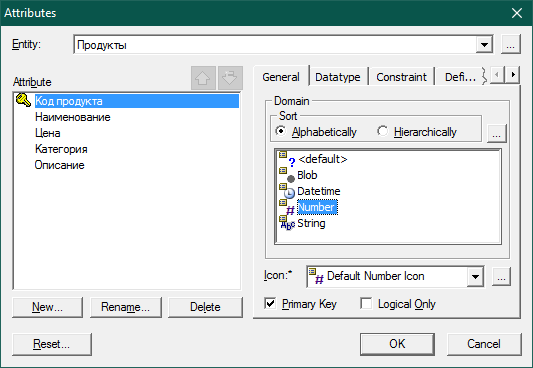 Attributes
Entity: Продукты ...
Attribute
Код продукта
Наименование
Цена
Категория
Описание
New... Rename... Delete
General Datatype Constraint Defi...
Domain
Sort
Alphabetically Hierarchically ...
<default>
Blob
Datetime
Number
String
Icon:* Default Number Icon ...
Primary Key Logical Only
Reset... OK Cancel